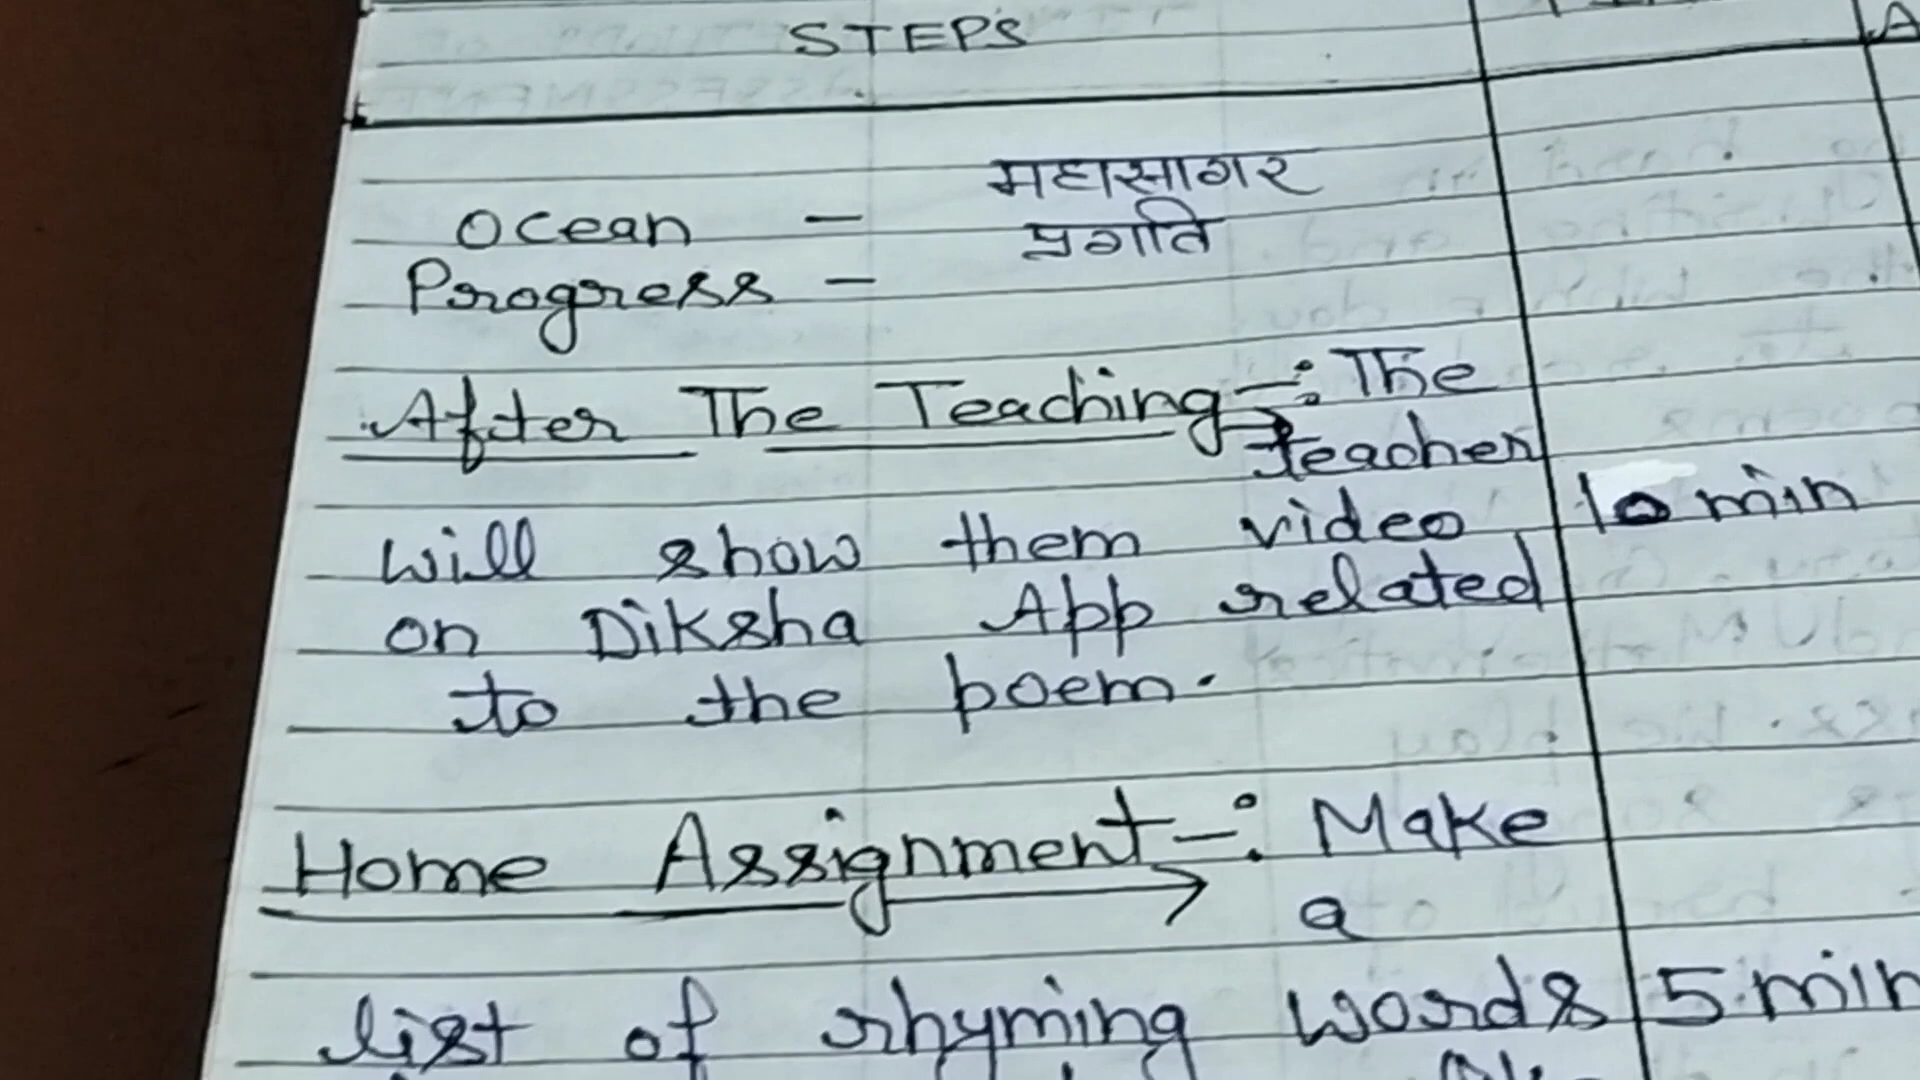 STEPS
Ocean - महासागर
Progress - प्रगति
After The Teaching -: The
teacher
will show them video 10 min
on Diksha App related
to the poem.
Home Assignment -: Make
a
list of rhyming words 5 min